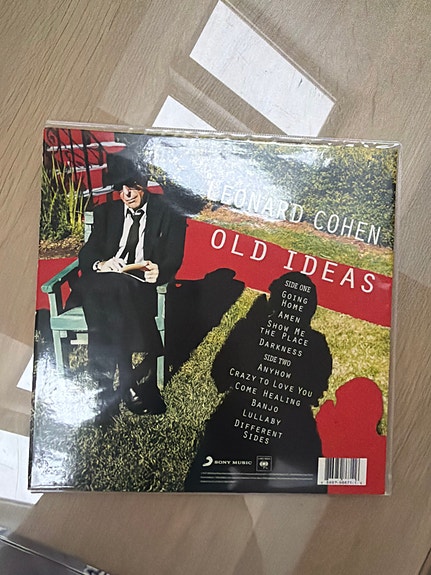 LEONARD COHEN
OLD IDEAS
SIDE ONE
GOING
HOME
AMEN
SHOW ME
THE PLACE
DARKNESS
SIDE TWO
ANYHOW
CRAZY TO LOVE YOU
COME HEALING
BANJO
LULLABY
DIFFERENT
SIDES
SONY MUSIC